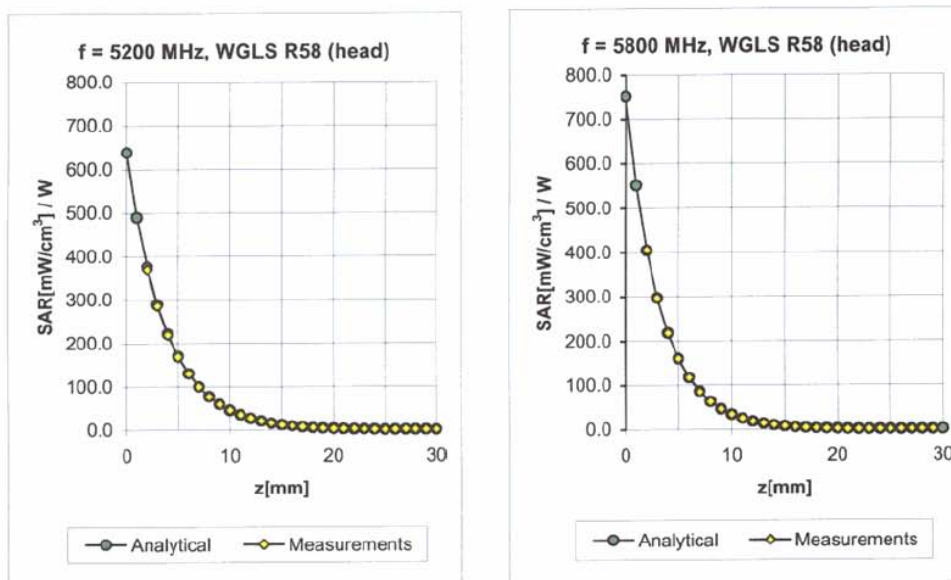 f = 5200 MHz, WGLS R58 (head)
800.0
700.0
600.0
500.0
400.0
300.0
200.0
100.0
0.0
SAR[mW/cm³] / W
0 10 20 30
z[mm]
Analytical Measurements
f = 5800 MHz, WGLS R58 (head)
800.0
700.0
600.0
500.0
400.0
300.0
200.0
100.0
0.0
SAR[mW/cm³] / W
0 10 20 30
z[mm]
Analytical Measurements